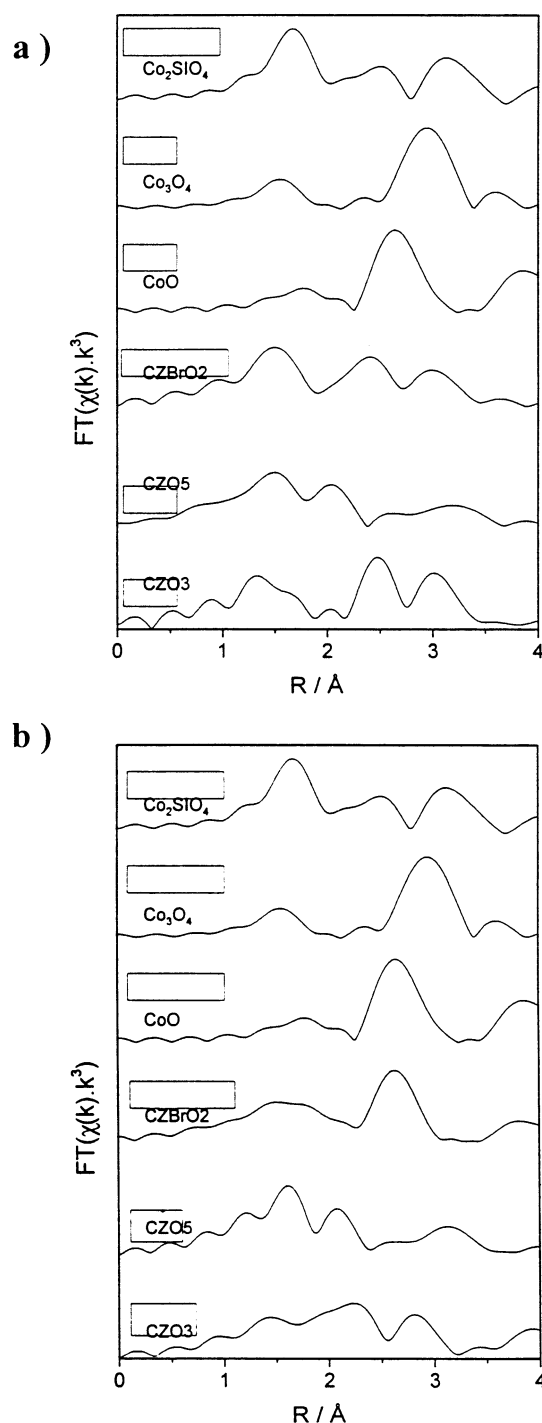 a )
Co₂SIO₄
Co₃O₄
CoO
CZBrO2
CZO5
CZO3
FT(χ(k).k³)
0 1 2 3 4
R / Å
b )
Co₂SIO₄
Co₃O₄
CoO
CZBrO2
CZO5
CZO3
FT(χ(k).k³)
0 1 2 3 4
R / Å